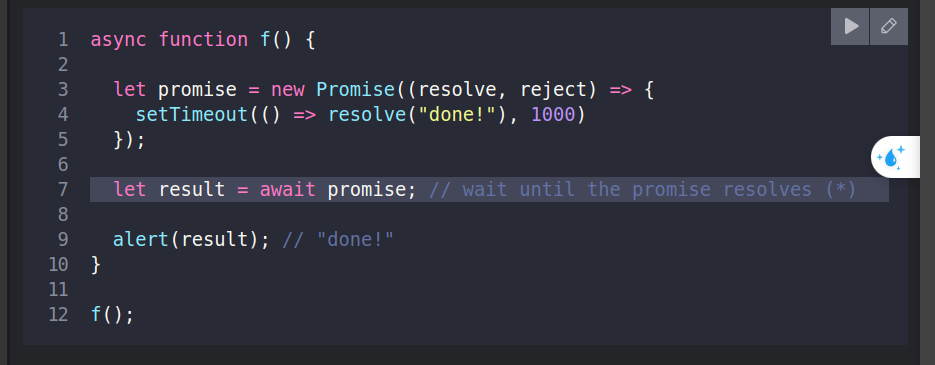 1 async function f() {
2
3   let promise = new Promise((resolve, reject) => {
4     setTimeout(() => resolve("done!"), 1000)
5   });
6
7   let result = await promise; // wait until the promise resolves (*)
8
9   alert(result); // "done!"
10 }
11
12 f();